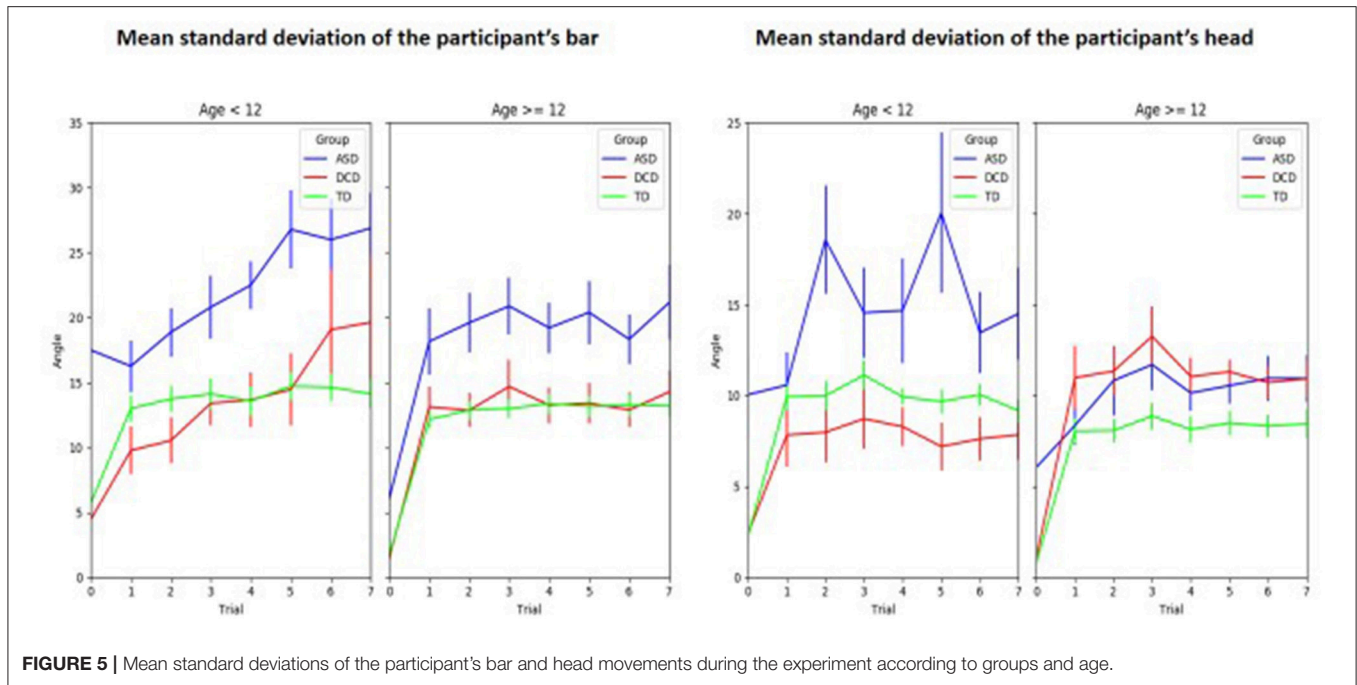 Mean standard deviation of the participant's bar
Mean standard deviation of the participant's head
Age < 12
Age >= 12
Age < 12
Age >= 12
35
30
25
20
15
10
5
0
Angle
Group
ASD
DCD
TD
0 1 2 3 4 5 6 7
Trial
Group
ASD
DCD
TD
0 1 2 3 4 5 6 7
Trial
25
20
15
10
5
0
Angle
Group
ASD
DCD
TD
0 1 2 3 4 5 6 7
Trial
Group
ASD
DCD
TD
0 1 2 3 4 5 6 7
Trial
FIGURE 5 | Mean standard deviations of the participant's bar and head movements during the experiment according to groups and age.